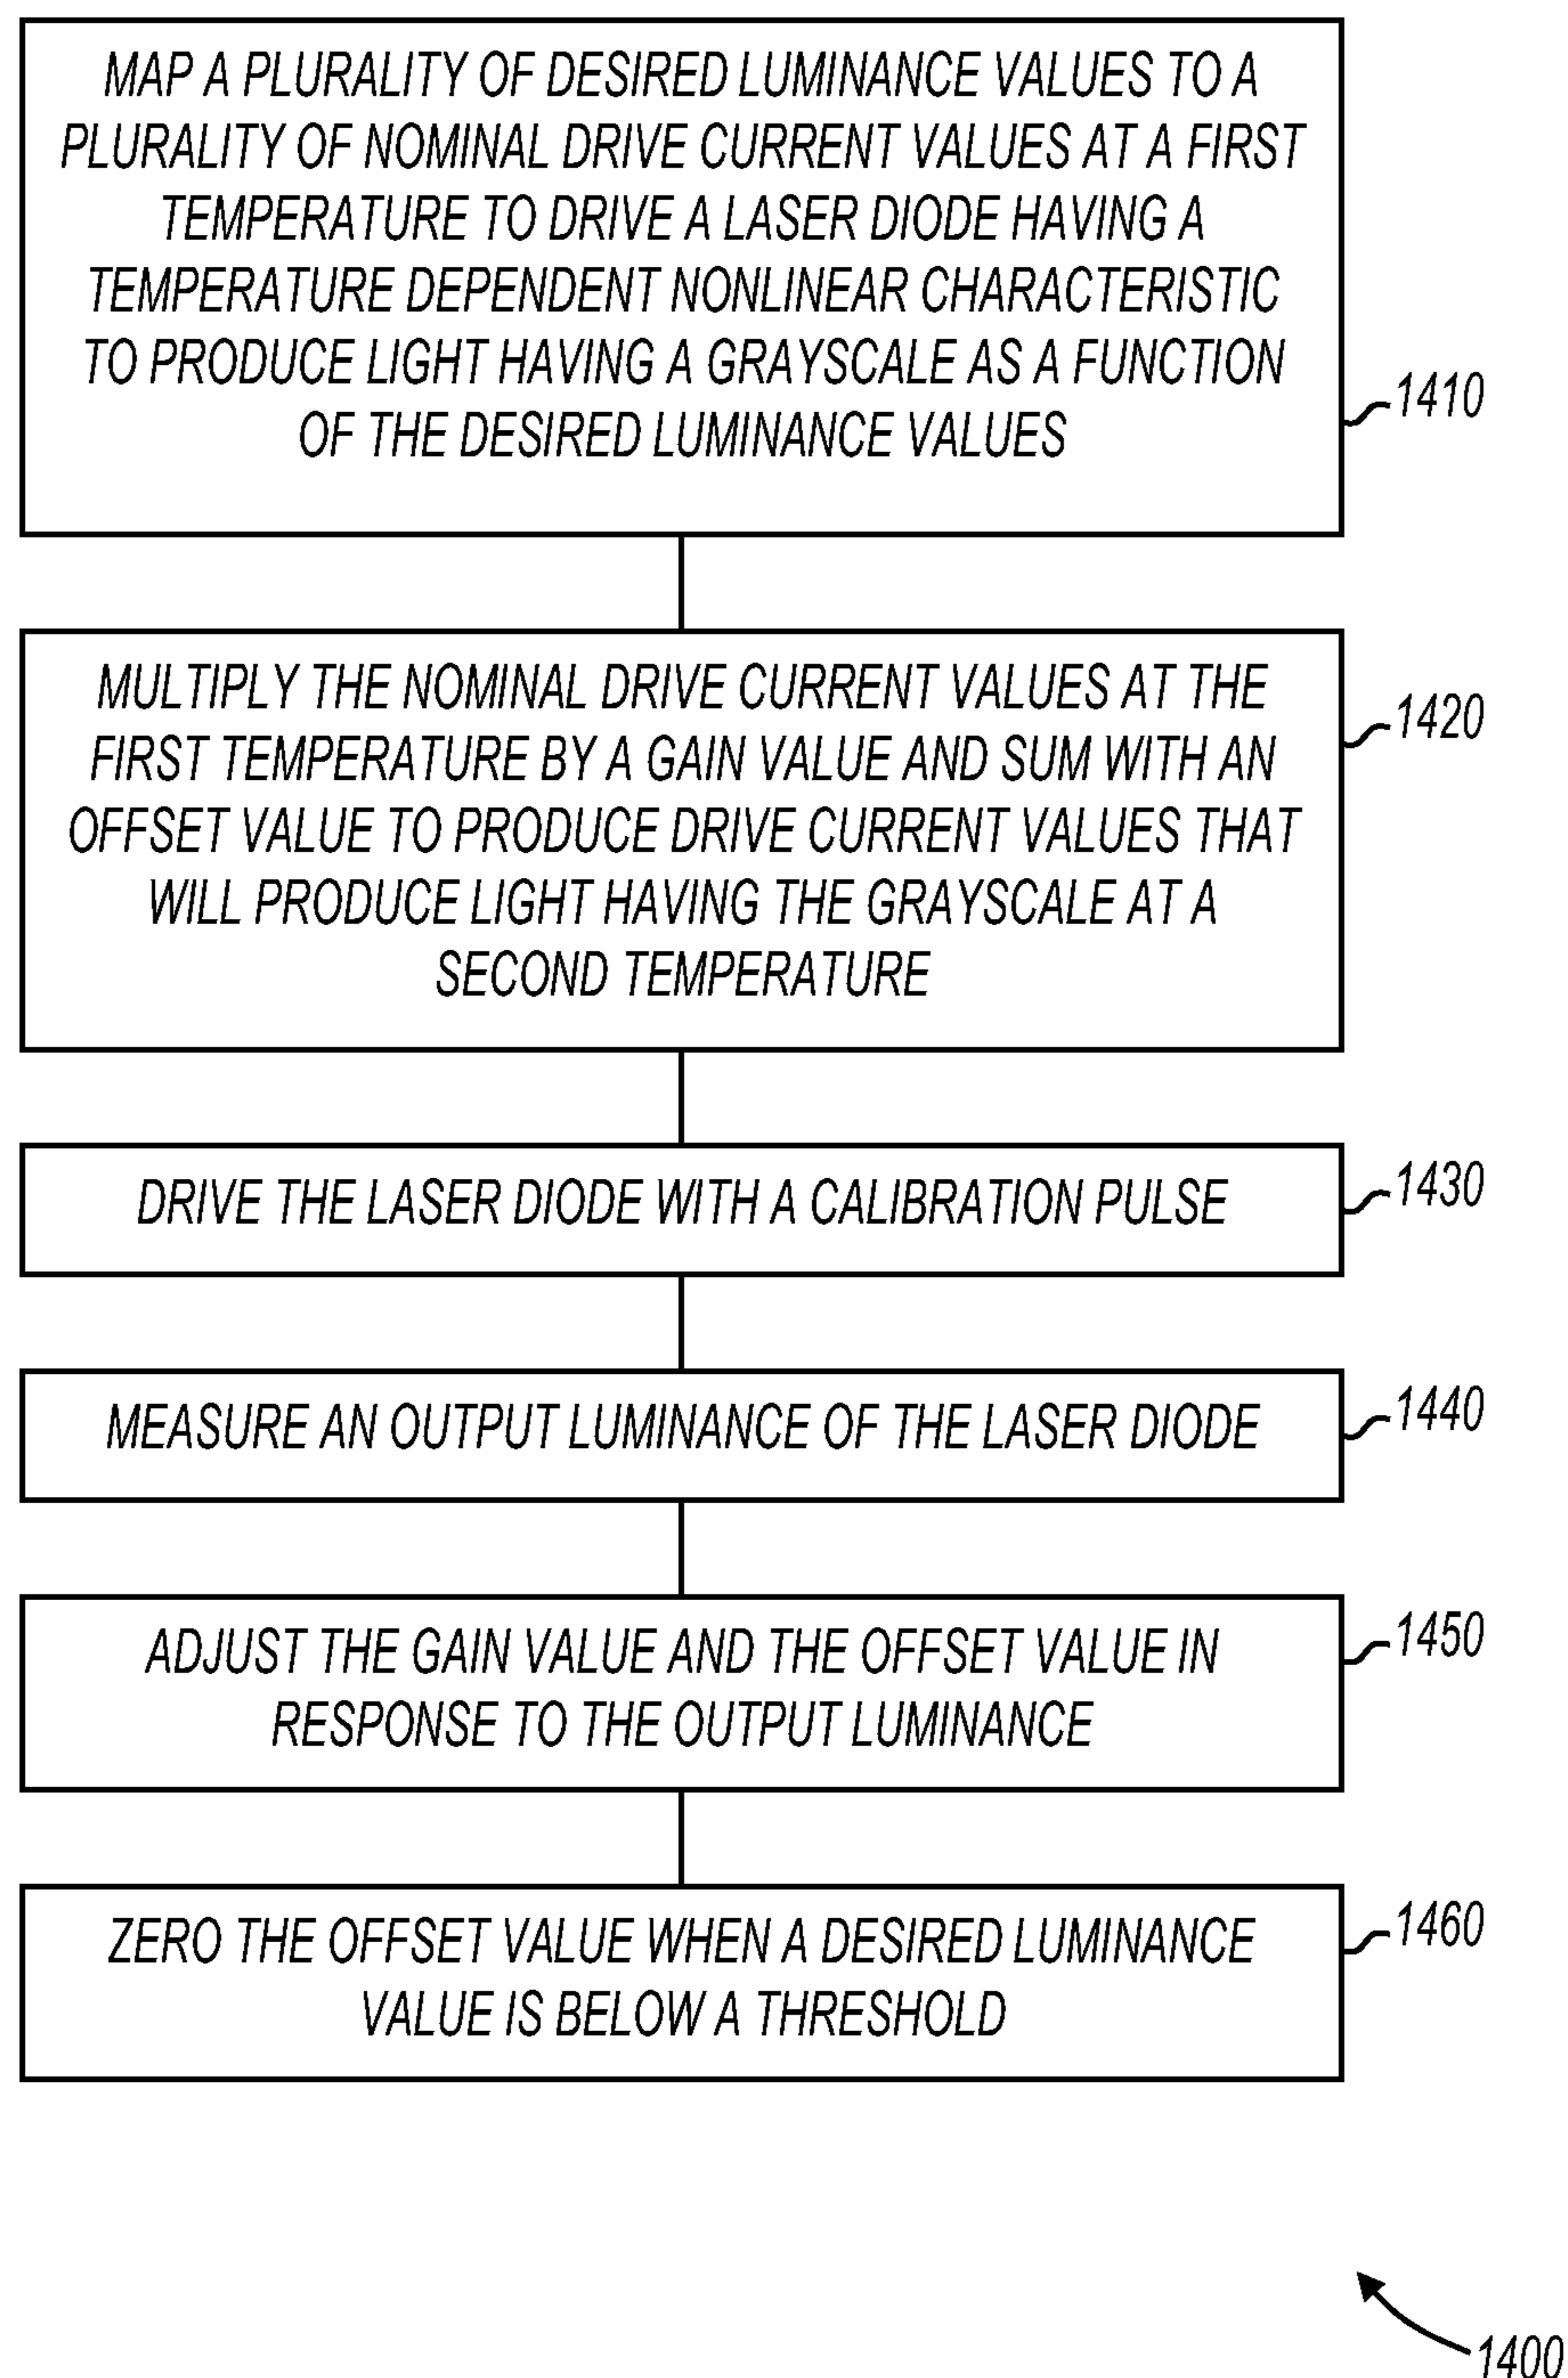 MAP A PLURALITY OF DESIRED LUMINANCE VALUES TO A
PLURALITY OF NOMINAL DRIVE CURRENT VALUES AT A FIRST
TEMPERATURE TO DRIVE A LASER DIODE HAVING A
TEMPERATURE DEPENDENT NONLINEAR CHARACTERISTIC
TO PRODUCE LIGHT HAVING A GRAYSCALE AS A FUNCTION
OF THE DESIRED LUMINANCE VALUES
1410
MULTIPLY THE NOMINAL DRIVE CURRENT VALUES AT THE
FIRST TEMPERATURE BY A GAIN VALUE AND SUM WITH AN
OFFSET VALUE TO PRODUCE DRIVE CURRENT VALUES THAT
WILL PRODUCE LIGHT HAVING THE GRAYSCALE AT A
SECOND TEMPERATURE
1420
DRIVE THE LASER DIODE WITH A CALIBRATION PULSE
1430
MEASURE AN OUTPUT LUMINANCE OF THE LASER DIODE
1440
ADJUST THE GAIN VALUE AND THE OFFSET VALUE IN
RESPONSE TO THE OUTPUT LUMINANCE
1450
ZERO THE OFFSET VALUE WHEN A DESIRED LUMINANCE
VALUE IS BELOW A THRESHOLD
1460
1400